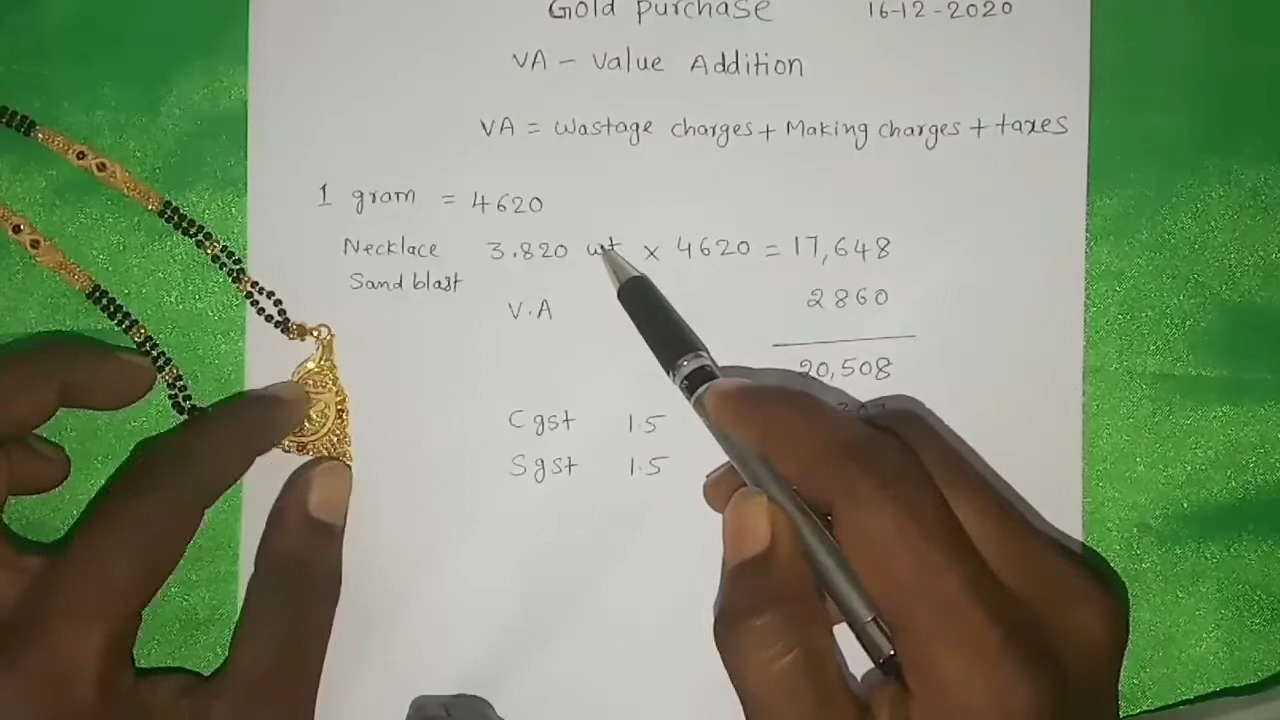 Gold purchase 16-12-2020
VA - Value Addition
VA = Wastage charges + Making charges + taxes
1 gram = 4620
Necklace 3.820 wt x 4620 = 17,648
Sand blast
V.A 2860
20,508
Cgst 1.5
Sgst 1.5